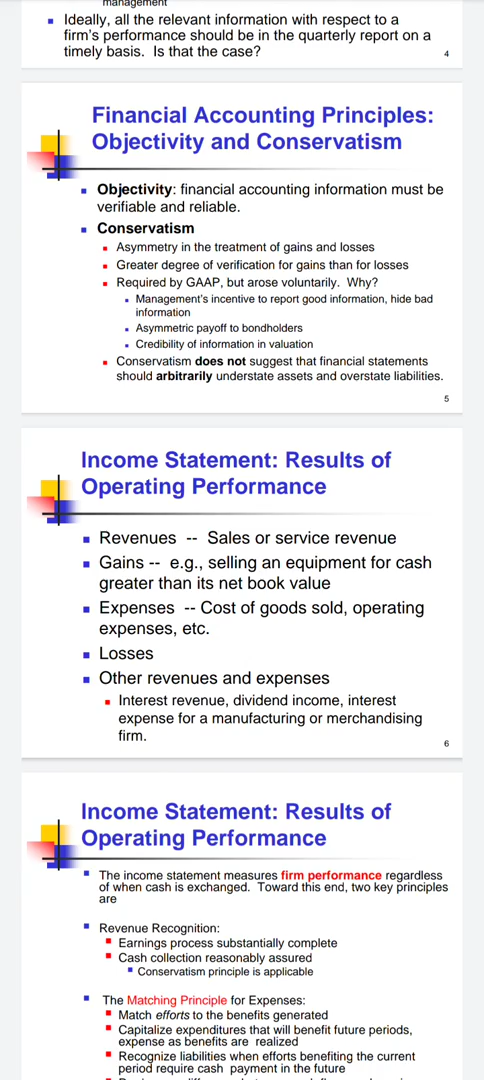 management
Ideally, all the relevant information with respect to a
firm's performance should be in the quarterly report on a
timely basis.  Is that the case?
4
Financial Accounting Principles:
Objectivity and Conservatism
Objectivity: financial accounting information must be
verifiable and reliable.
Conservatism
Asymmetry in the treatment of gains and losses
Greater degree of verification for gains than for losses
Required by GAAP, but arose voluntarily.  Why?
Management's incentive to report good information, hide bad
information
Asymmetric payoff to bondholders
Credibility of information in valuation
Conservatism does not suggest that financial statements
should arbitrarily understate assets and overstate liabilities.
5
Income Statement: Results of
Operating Performance
Revenues  --  Sales or service revenue
Gains --  e.g., selling an equipment for cash
greater than its net book value
Expenses  -- Cost of goods sold, operating
expenses, etc.
Losses
Other revenues and expenses
Interest revenue, dividend income, interest
expense for a manufacturing or merchandising
firm.
6
Income Statement: Results of
Operating Performance
The income statement measures firm performance regardless
of when cash is exchanged.  Toward this end, two key principles
are
Revenue Recognition:
Earnings process substantially complete
Cash collection reasonably assured
Conservatism principle is applicable
The Matching Principle for Expenses:
Match efforts to the benefits generated
Capitalize expenditures that will benefit future periods,
expense as benefits are  realized
Recognize liabilities when efforts benefiting the current
period require cash  payment in the future